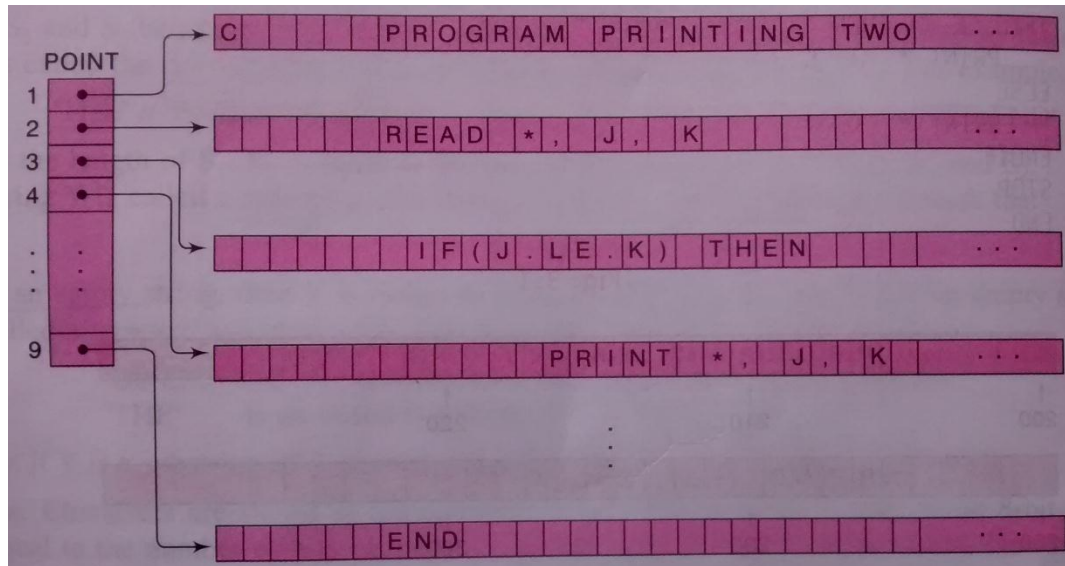 C PROGRAM PRINTING TWO ...
POINT
1
2 READ *, J, K ...
3
4
IF(J.LE.K) THEN ...
9
PRINT *, J, K ...
END ...